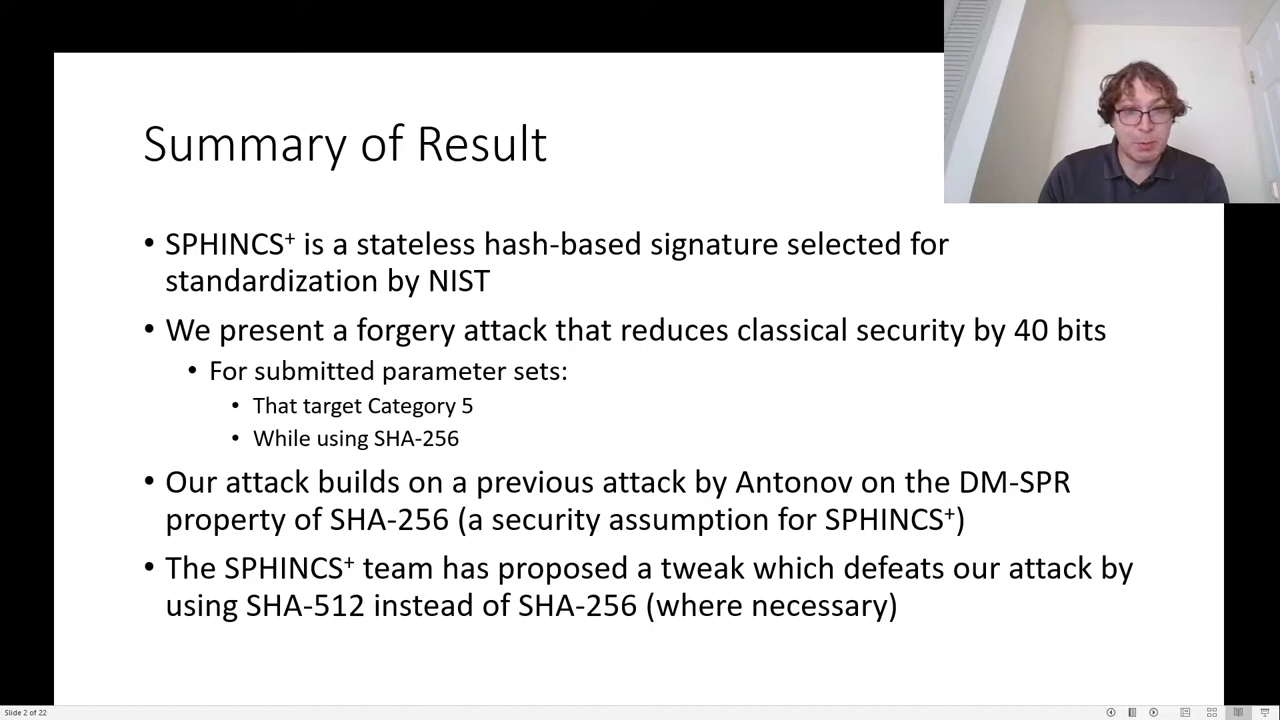 Summary of Result
• SPHINCS⁺ is a stateless hash-based signature selected for
standardization by NIST
• We present a forgery attack that reduces classical security by 40 bits
• For submitted parameter sets:
• That target Category 5
• While using SHA-256
• Our attack builds on a previous attack by Antonov on the DM-SPR
property of SHA-256 (a security assumption for SPHINCS⁺)
• The SPHINCS⁺ team has proposed a tweak which defeats our attack by
using SHA-512 instead of SHA-256 (where necessary)
Slide 2 of 22